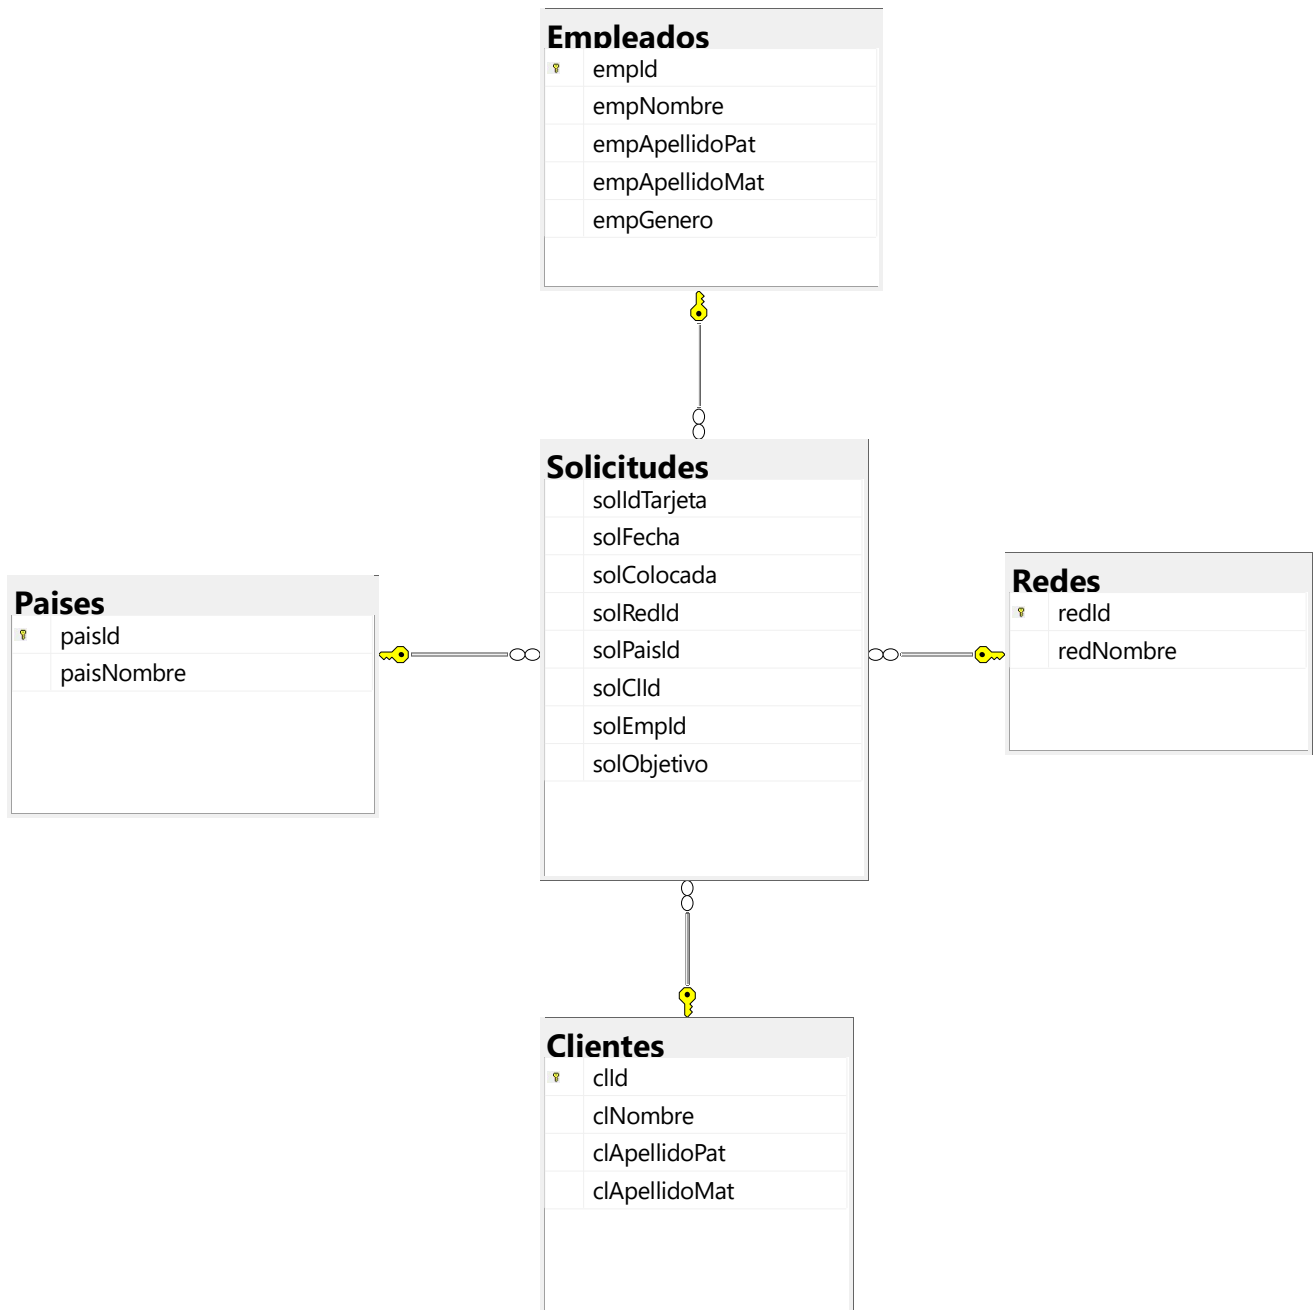 Empleados
empId
empNombre
empApellidoPat
empApellidoMat
empGenero
Solicitudes
solIdTarjeta
solFecha
solColocada
solRedId
solPaisId
solClId
solEmpId
solObjetivo
Paises
paisId
paisNombre
Redes
redId
redNombre
Clientes
clId
clNombre
clApellidoPat
clApellidoMat